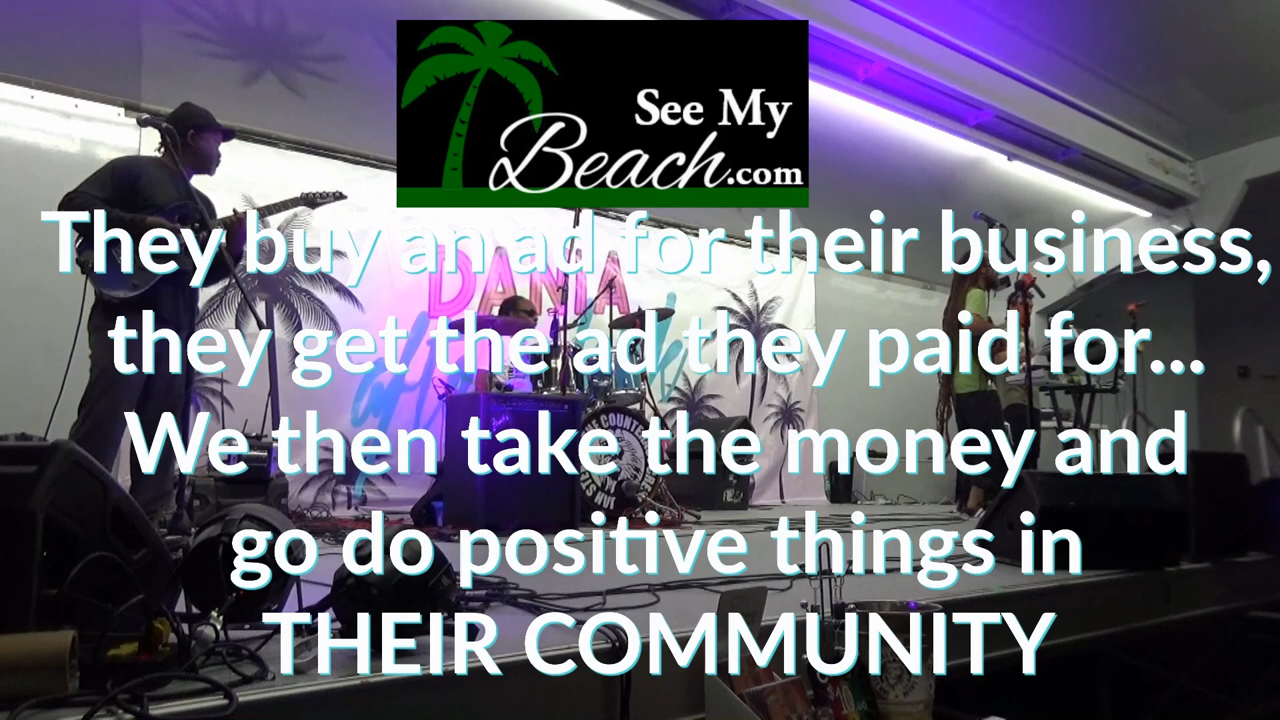 See My
Beach.com
They buy an ad for their business,
they get the ad they paid for...
We then take the money and
go do positive things in
THEIR COMMUNITY
DANIA